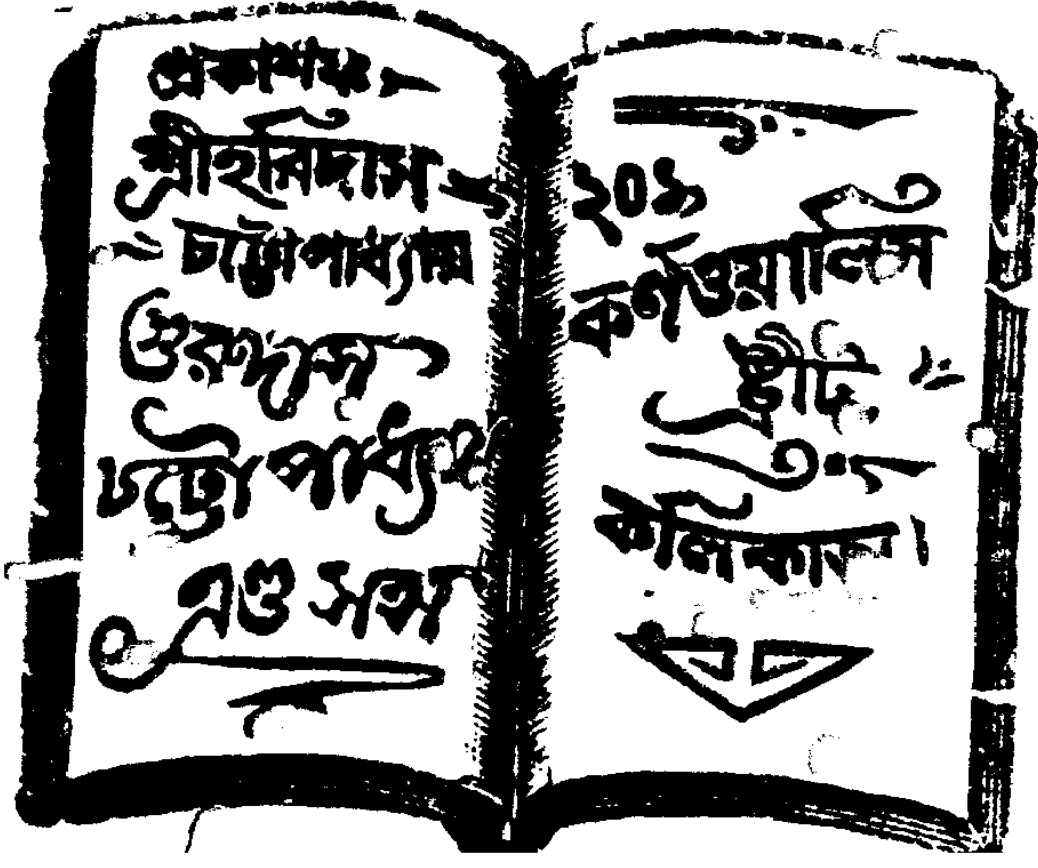 প্রকাশক
শ্রীহরিদাস
চট্টোপাধ্যায়
গুরুদাস
চট্টোপাধ্যায়
এণ্ড সন্স
২০১
কর্ণওয়ালিস
ষ্ট্রীট
কলিকাতা।